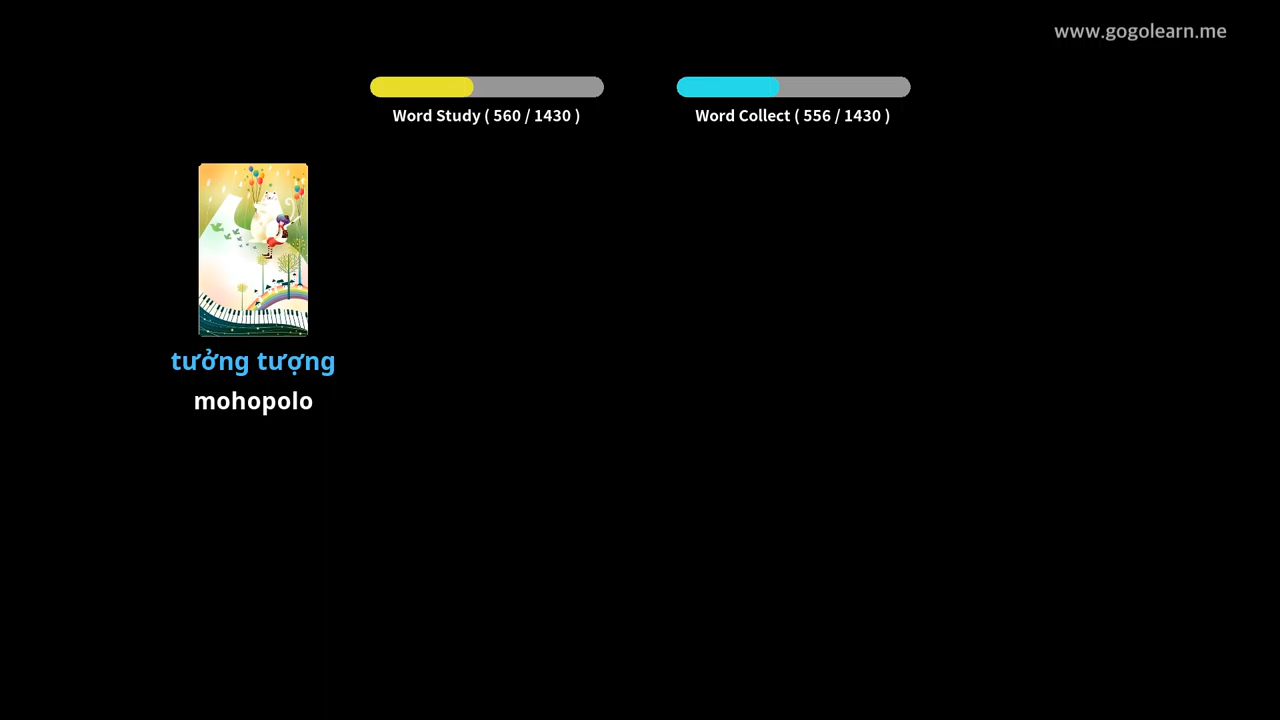 www.gogolearn.me
Word Study ( 560 / 1430 )
Word Collect ( 556 / 1430 )
tưởng tượng
mohopolo